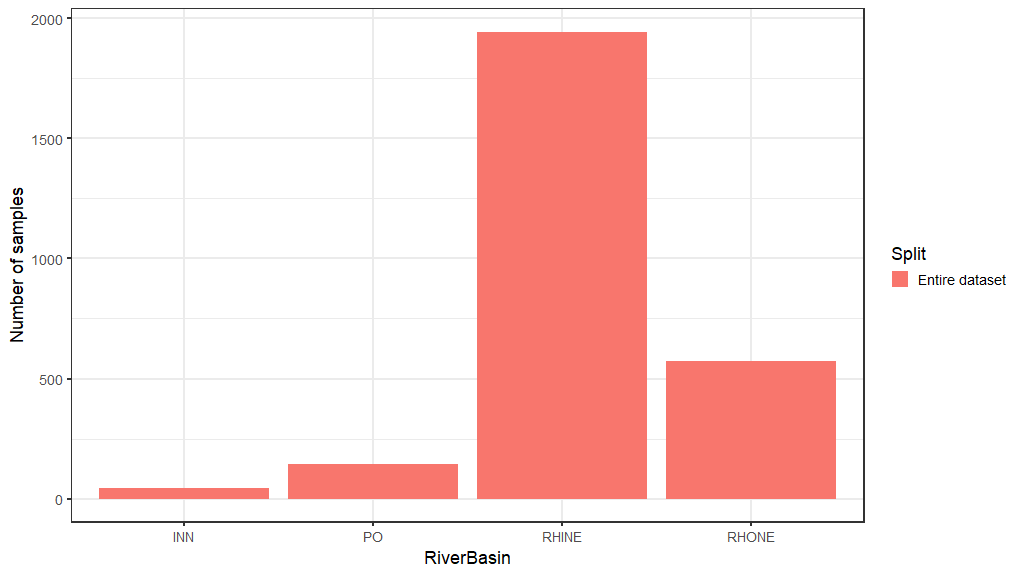 Number of samples
2000
1500
1000
500
0
INN PO RHINE RHONE
RiverBasin
Split
Entire dataset